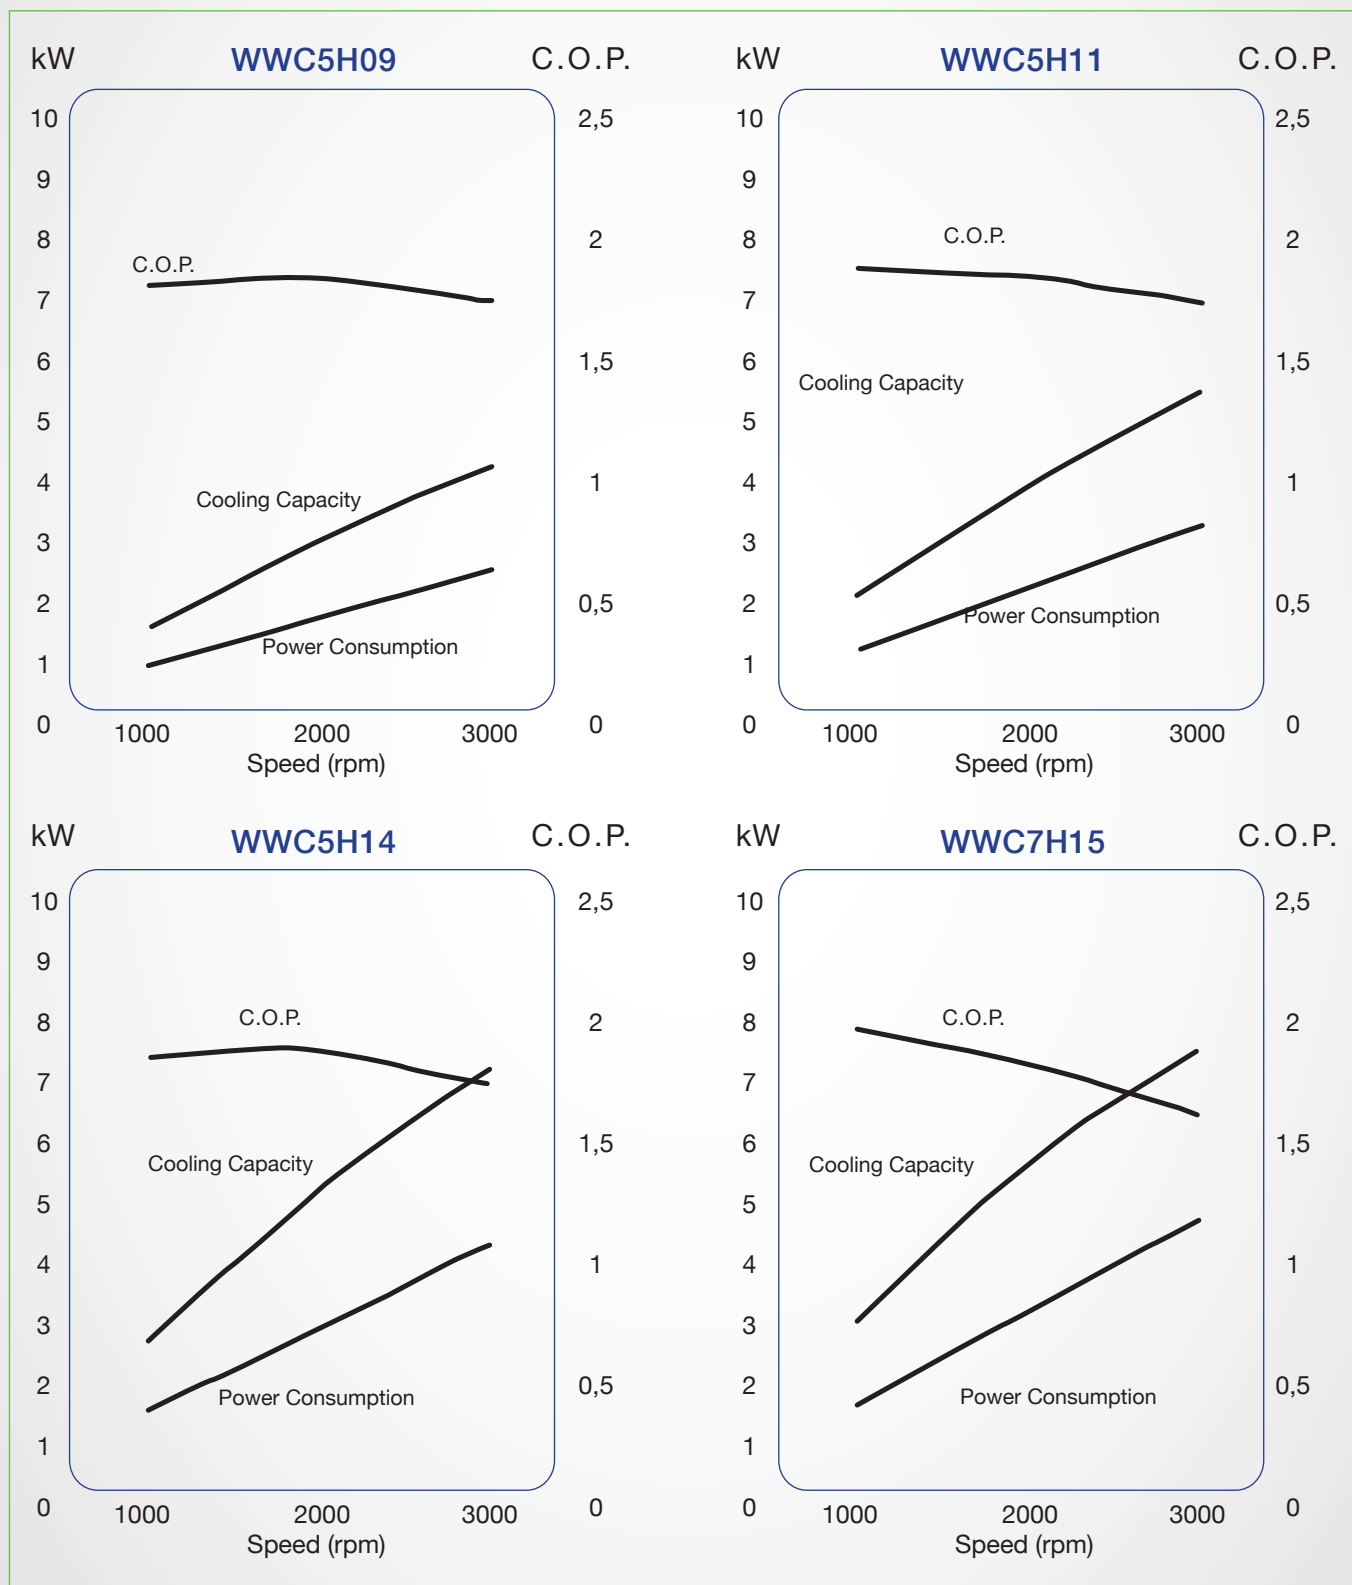 kW WWC5H09 C.O.P.
10 2,5
9
8 2
C.O.P.
7
6 1,5
5
Cooling Capacity
4 1
3
2 0,5
Power Consumption
1
0 0
1000 2000 3000
Speed (rpm)
kW WWC5H11 C.O.P.
10 2,5
9
8 C.O.P. 2
7
6 1,5
Cooling Capacity
5
4 1
3
2 0,5
Power Consumption
1
0 0
1000 2000 3000
Speed (rpm)
kW WWC5H14 C.O.P.
10 2,5
9
8 C.O.P. 2
7
6 1,5
Cooling Capacity
5
4 1
3
2 0,5
Power Consumption
1
0 0
1000 2000 3000
Speed (rpm)
kW WWC7H15 C.O.P.
10 2,5
9
8 C.O.P. 2
7
6 1,5
Cooling Capacity
5
4 1
3
2 0,5
Power Consumption
1
0 0
1000 2000 3000
Speed (rpm)